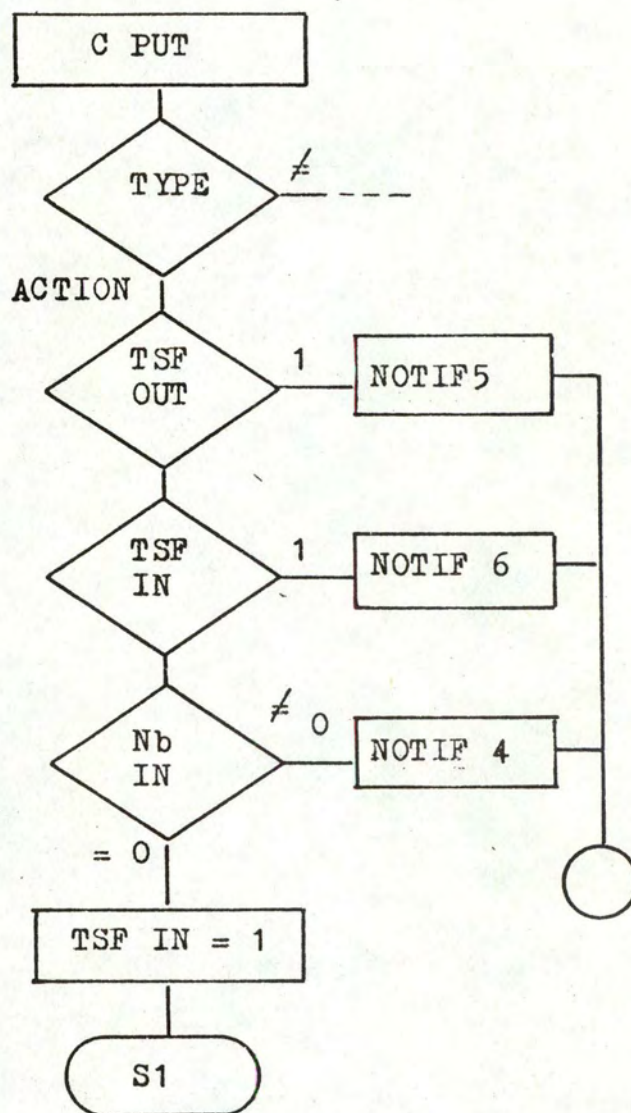 C PUT
TYPE
≠
ACTION
TSF
OUT
1
NOTIF5
TSF
IN
1
NOTIF 6
Nb
IN
≠ 0
NOTIF 4
= 0
TSF IN = 1
S1